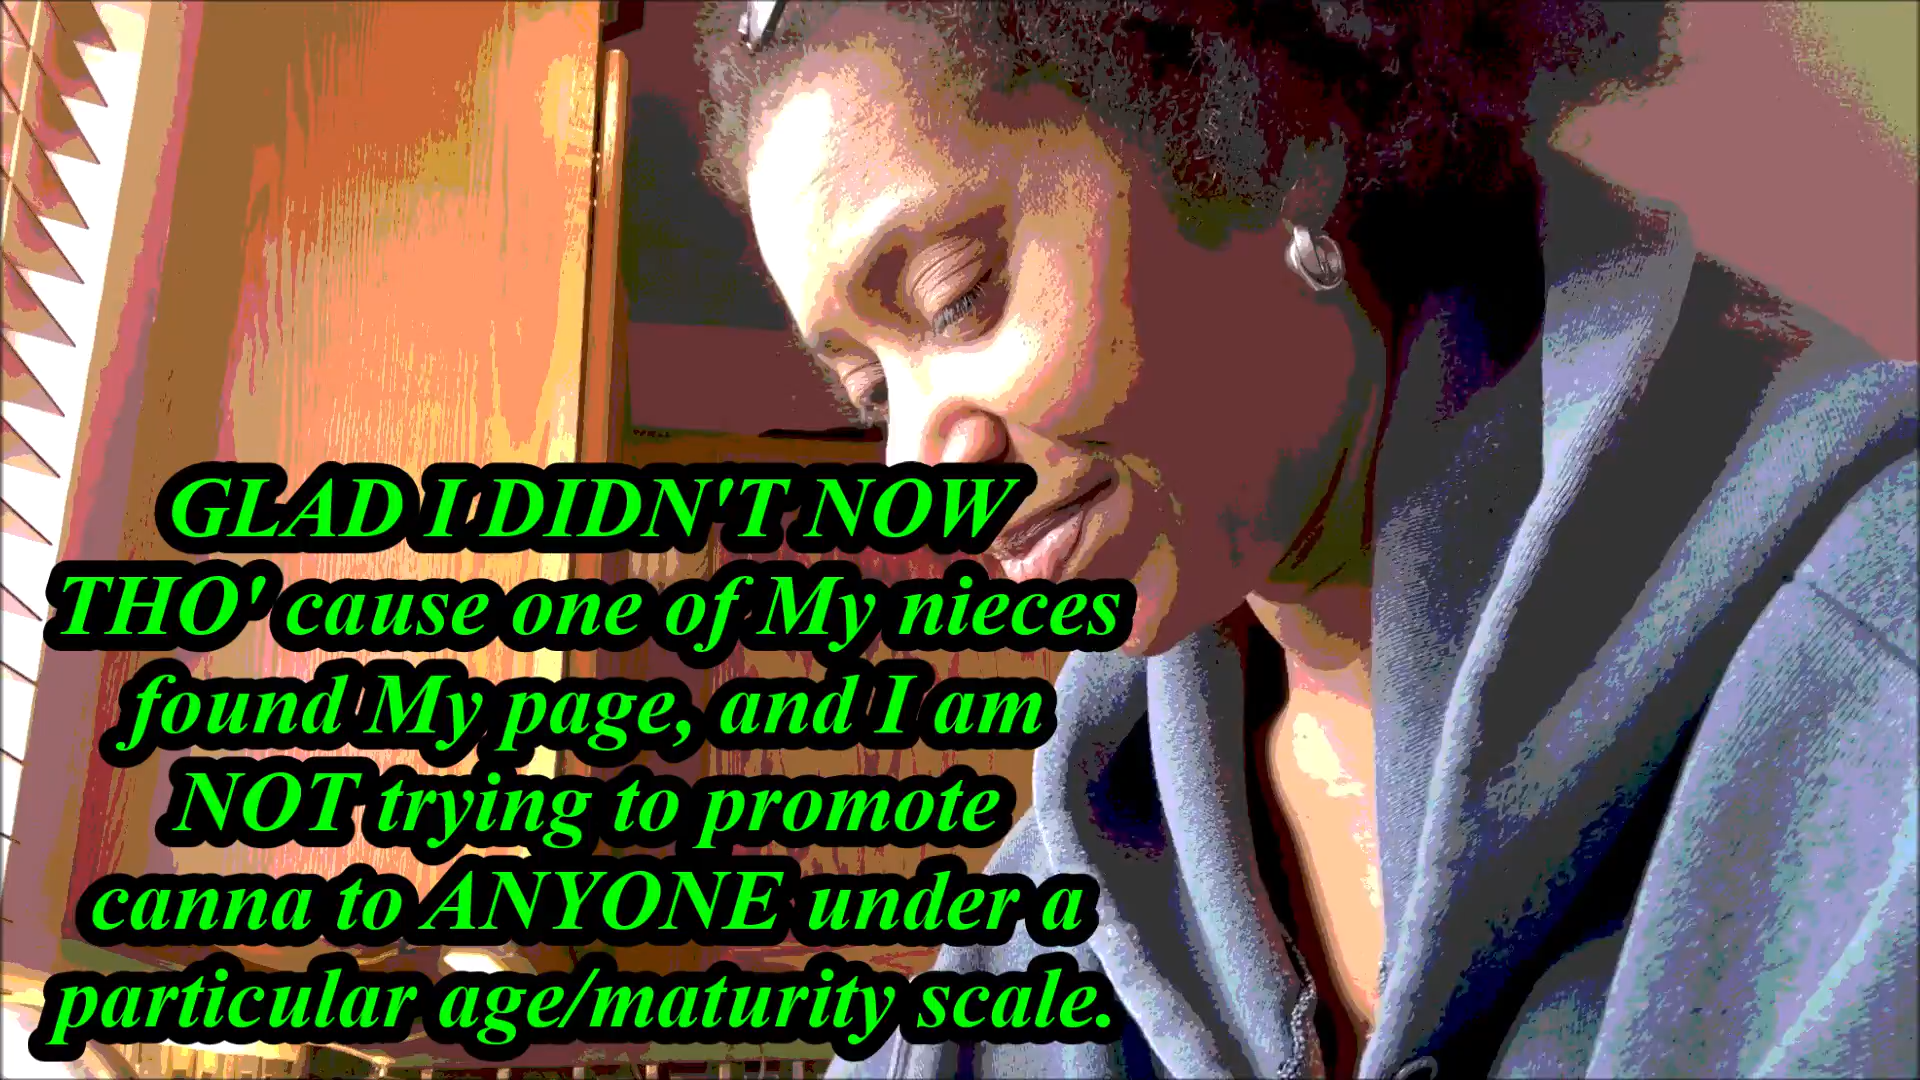 GLAD I DIDN'T NOW
THO' cause one of My nieces
found My page, and I am
NOT trying to promote
canna to ANYONE under a
particular age/maturity scale.